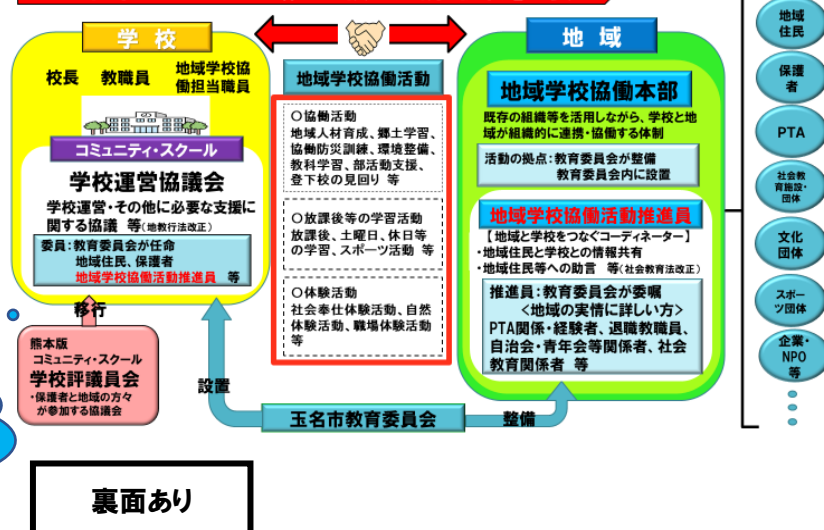 学 校
校長 教職員 地域学校協
働担当職員
コミュニティ・スクール
学校運営協議会
学校運営・その他に必要な支援に
関する協議 等(地教行法改正)
委員:教育委員会が任命
地域住民、保護者
地域学校協働活動推進員 等
移行
熊本版
コミュニティ・スクール
学校評議員会
・保護者と地域の方々
が参加する協議会
地域学校協働活動
〇協働活動
地域人材育成、郷土学習、
協働防災訓練、環境整備、
教科学習、部活動支援、
登下校の見回り 等
〇放課後等の学習活動
放課後、土曜日、休日等
の学習、スポーツ活動 等
〇体験活動
社会奉仕体験活動、自然
体験活動、職場体験活動
等
地 域
地域学校協働本部
既存の組織等を活用しながら、学校と地
域が組織的に連携・協働する体制
活動の拠点:教育委員会が整備
教育委員会内に設置
地域学校協働活動推進員
【地域と学校をつなぐコーディネーター】
・地域住民と学校との情報共有
・地域住民等への助言 等(社会教育法改正)
推進員:教育委員会が委嘱
<地域の実情に詳しい方>
PTA関係・経験者、退職教職員、
自治会・青年会等関係者、社会
教育関係者 等
設置
玉名市教育委員会
整備
地域
住民
保護
者
PTA
社会教
育施設・
団体
文化
団体
スポー
ツ団体
企業・
NPO
等
裏面あり